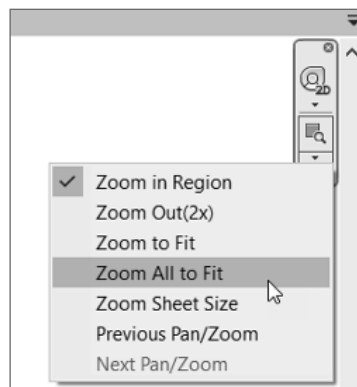 2D
Zoom in Region
Zoom Out(2x)
Zoom to Fit
Zoom All to Fit
Zoom Sheet Size
Previous Pan/Zoom
Next Pan/Zoom